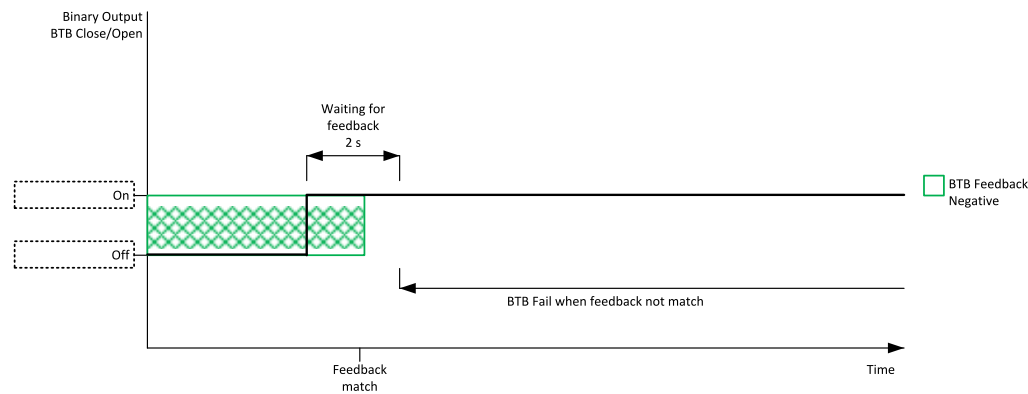 Binary Output
BTB Close/Open
Waiting for
feedback
2 s
On
BTB Feedback
Negative
Off
BTB Fail when feedback not match
Feedback
match
Time